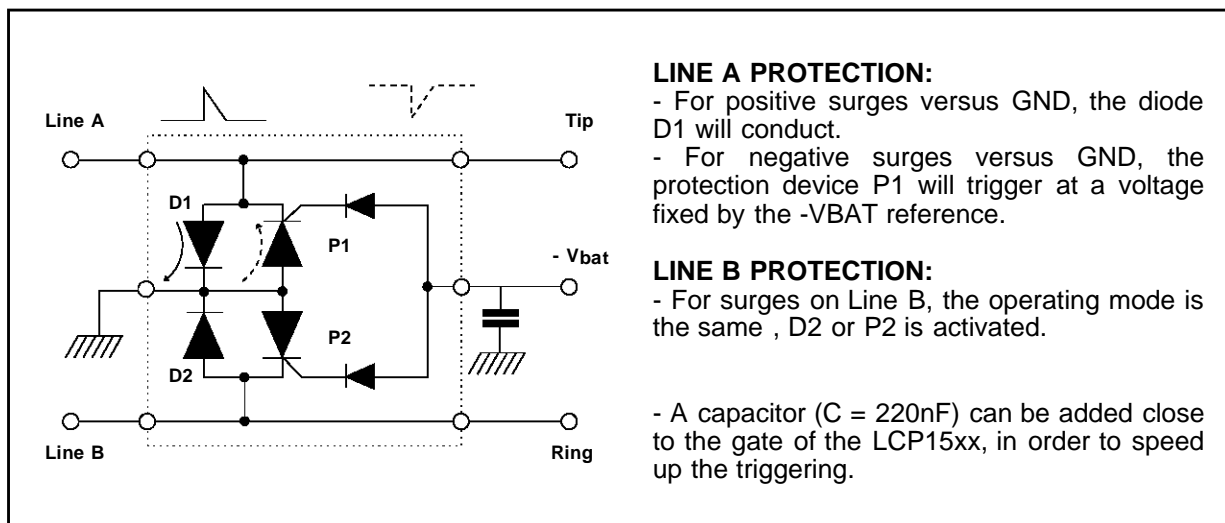 Line A
Tip
D1
P1
- Vbat
P2
D2
Line B
Ring
LINE A PROTECTION:
- For positive surges versus GND, the diode
D1 will conduct.
- For negative surges versus GND, the
protection device P1 will trigger at a voltage
fixed by the -VBAT reference.
LINE B PROTECTION:
- For surges on Line B, the operating mode is
the same , D2 or P2 is activated.
- A capacitor (C = 220nF) can be added close
to the gate of the LCP15xx, in order to speed
up the triggering.